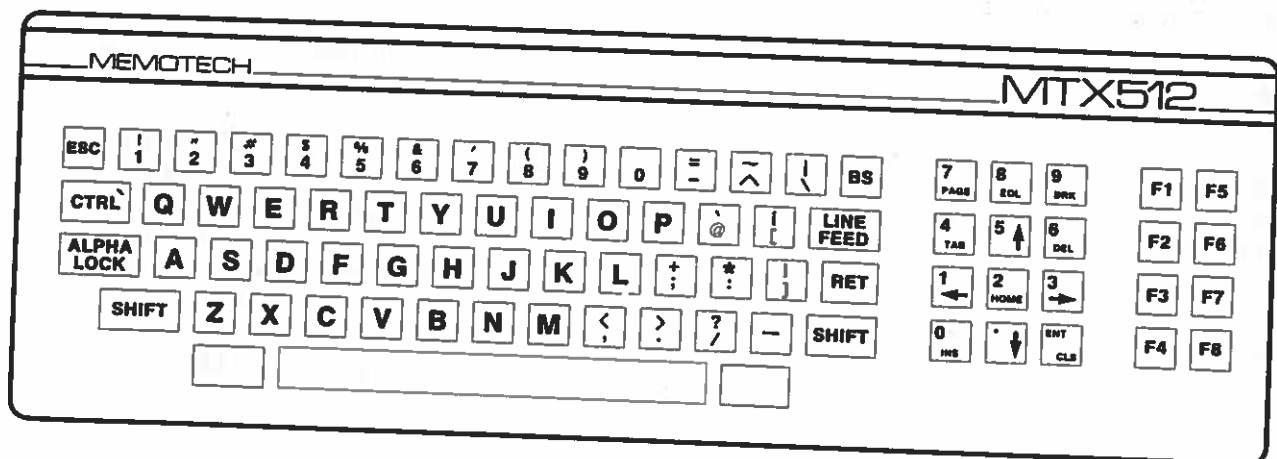 MEMOTECH
MTX512
ESC ! 1 " 2 # 3 $ 4 % 5 & 6 ' 7 ( 8 ) 9 0 = - ~ ^ | \ BS 7 PAGE 8 EOL 9 BRK F1 F5
CTRL Q W E R T Y U I O P ` @ { [ LINE FEED 4 TAB 5 6 DEL F2 F6
ALPHA LOCK A S D F G H J K L + ; * : } ] RET 1 2 HOME 3 F3 F7
SHIFT Z X C V B N M < , > . ? / _ SHIFT 0 INS . ENT CLS F4 F8